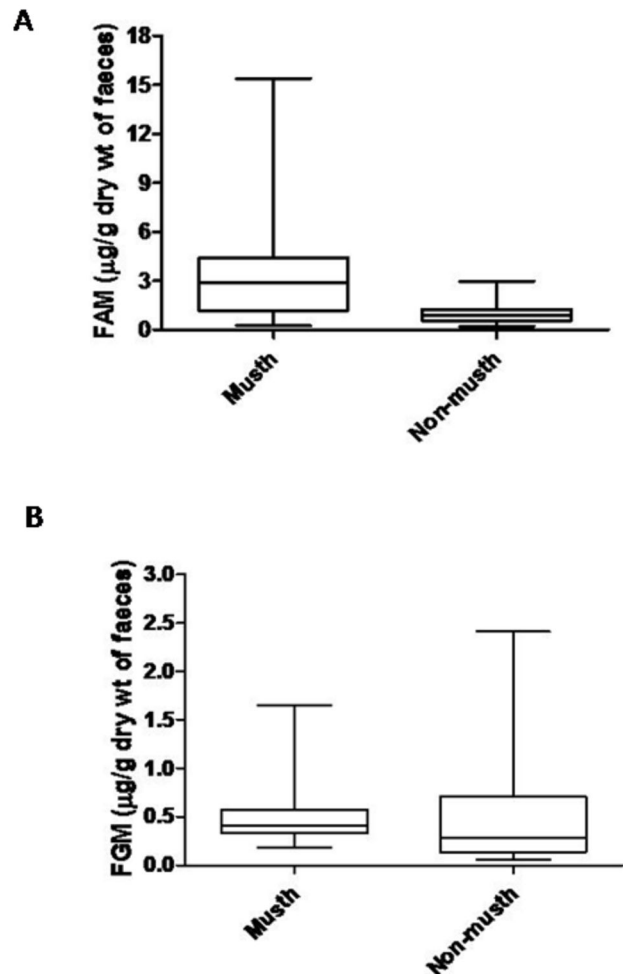 A
FAM (µg/g dry wt of faeces)
18
15
12
9
6
3
0
Musth
Non-musth
B
FGM (µg/g dry wt of faeces)
3.0
2.5
2.0
1.5
1.0
0.5
0.0
Musth
Non-musth